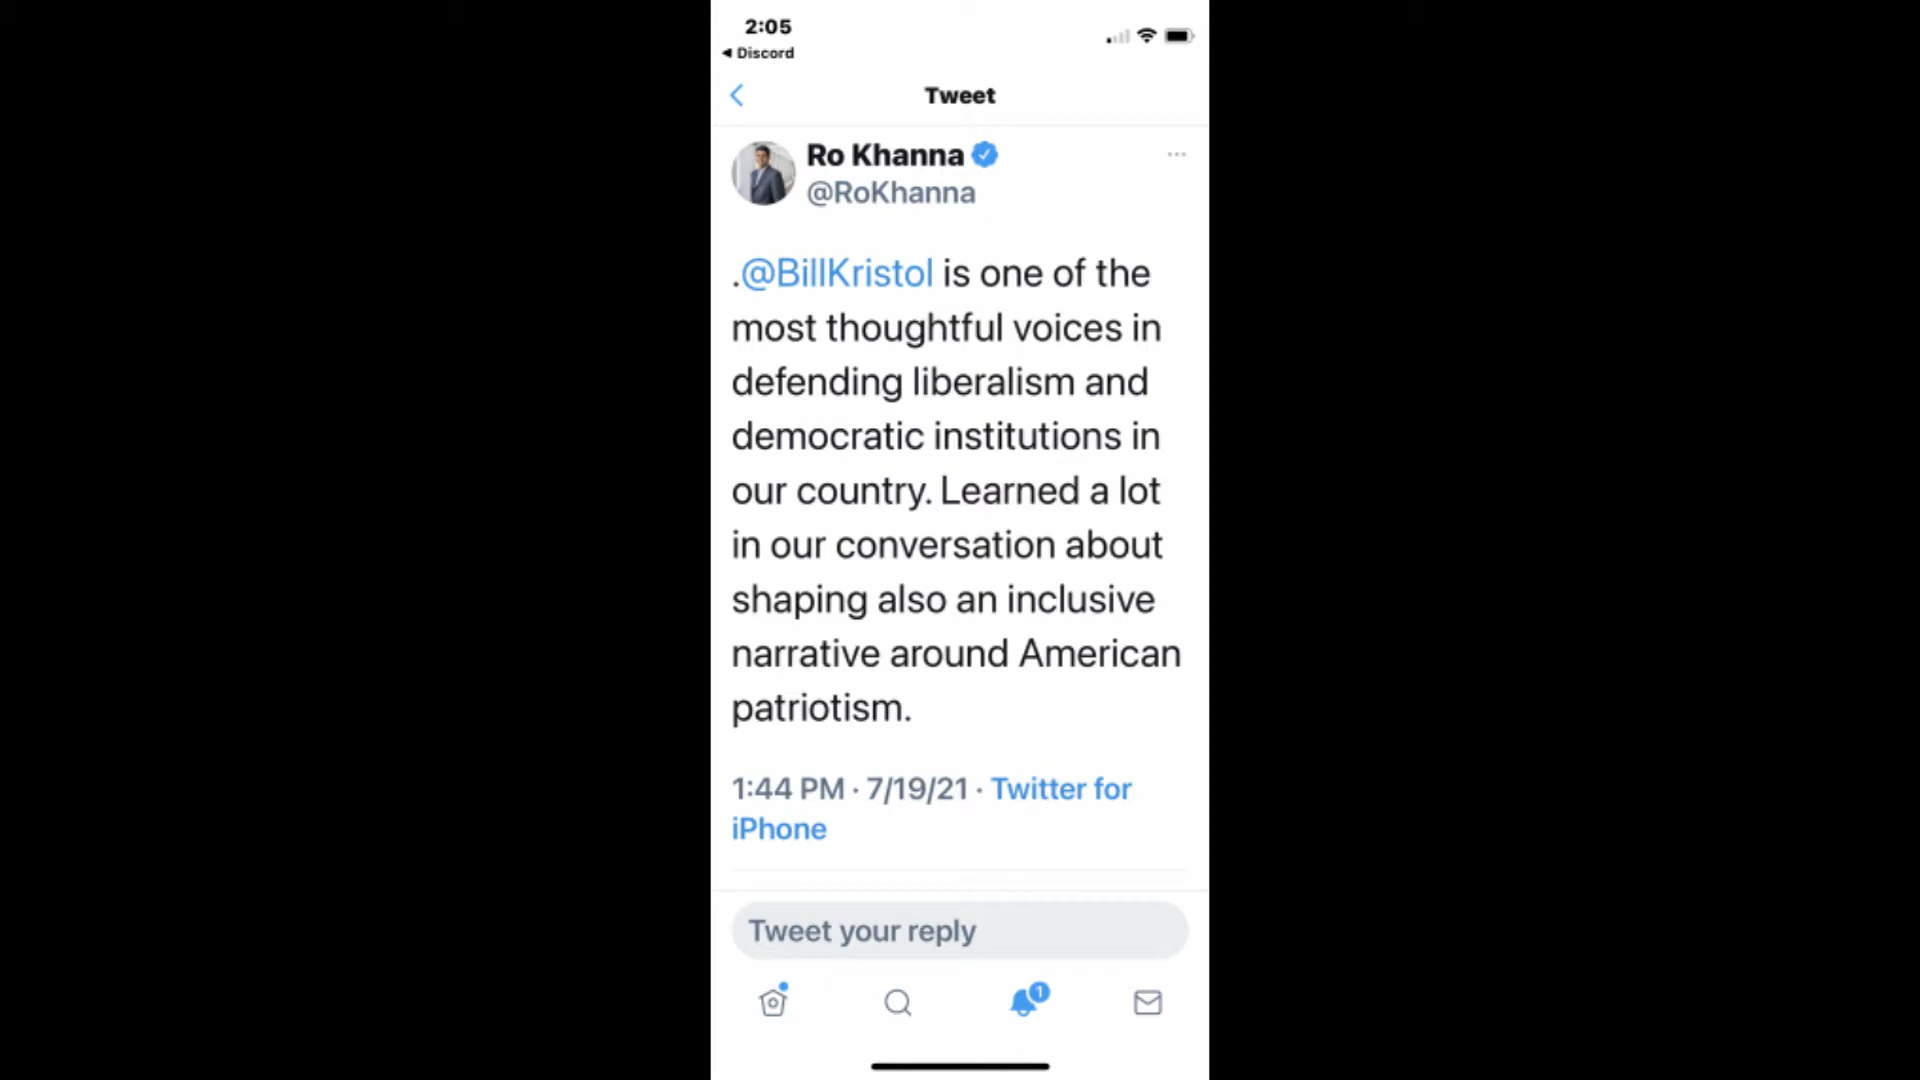 2:05
◀ Discord
Tweet
Ro Khanna
@RoKhanna
.@BillKristol is one of the
most thoughtful voices in
defending liberalism and
democratic institutions in
our country. Learned a lot
in our conversation about
shaping also an inclusive
narrative around American
patriotism.
1:44 PM · 7/19/21 · Twitter for
iPhone
Tweet your reply
1